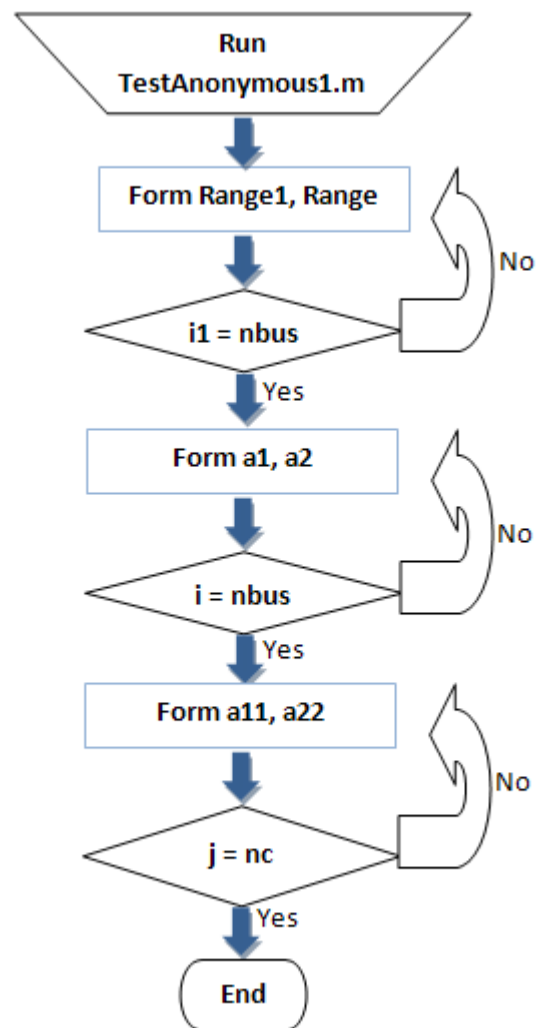 Run
TestAnonymous1.m
Form Range1, Range
No
i1 = nbus
Yes
Form a1, a2
No
i = nbus
Yes
Form a11, a22
No
j = nc
Yes
End